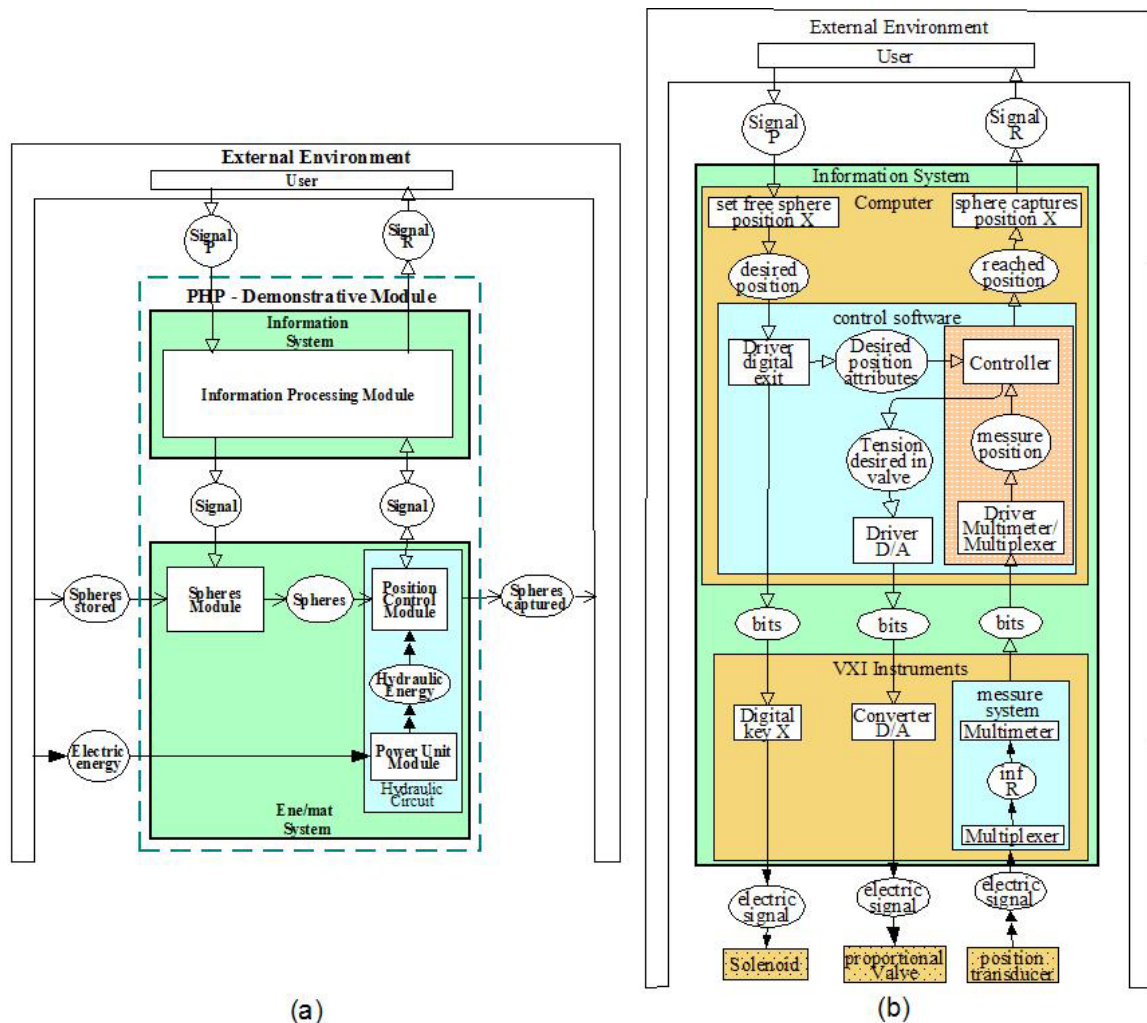 External Environment
User
Signal
P
Signal
R
PHP - Demonstrative Module
Information
System
Information Processing Module
Signal
Signal
Spheres
stored
Spheres
Module
Spheres
Position
Control
Module
Spheres
captured
Hydraulic
Energy
Electric
energy
Power Unit
Module
Hydraulic
Circuit
Ene/mat
System
(a)
External Environment
User
Signal
P
Signal
R
Information System
Computer
set free sphere
position X
sphere captures
position X
desired
position
reached
position
control software
Driver
digital
exit
Desired
position
attributes
Controller
Tension
desired in
valve
messure
position
Driver
D/A
Driver
Multimeter/
Multiplexer
bits
bits
bits
VXI Instruments
Digital
key X
Converter
D/A
messure
system
Multimeter
inf
R
Multiplexer
electric
signal
electric
signal
electric
signal
Solenoid
proportional
Valve
position
transducer
(b)